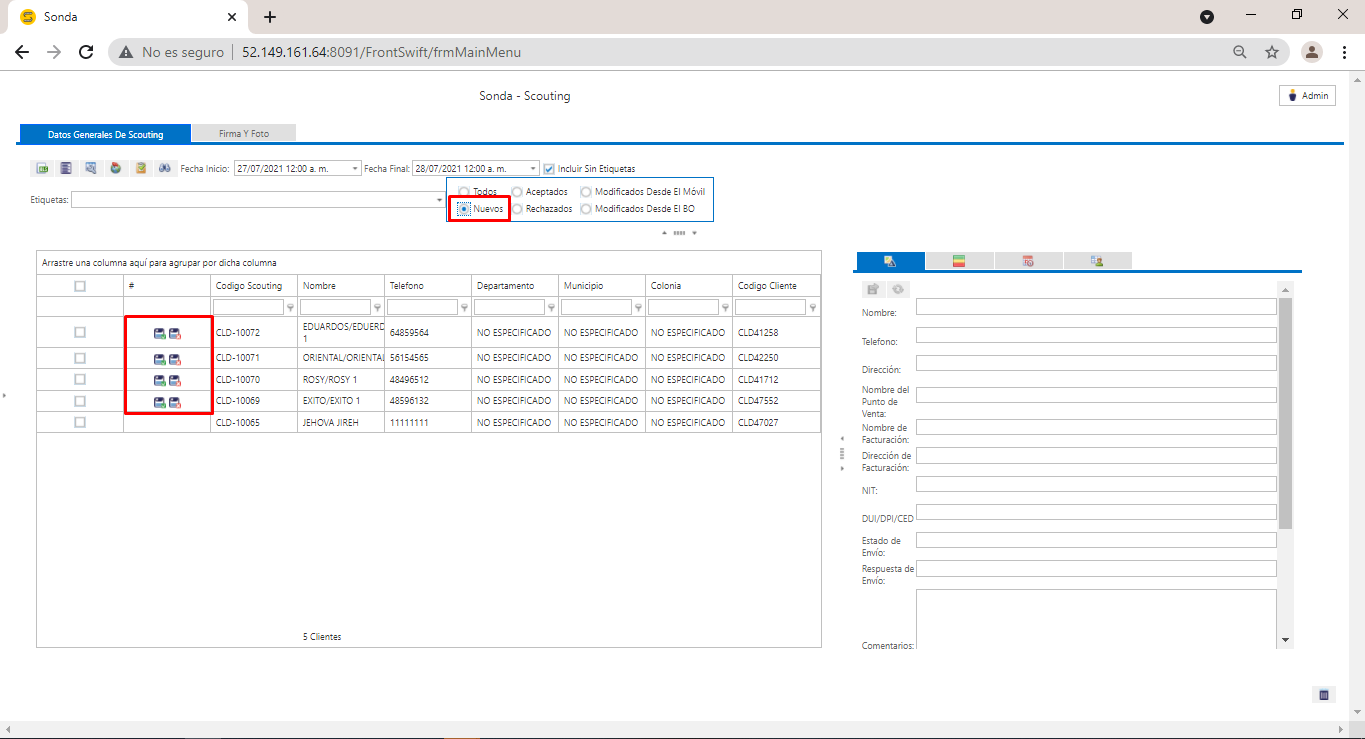 Sonda
No es seguro
52.149.161.64:8091/FrontSwift/frmMainMenu
Sonda - Scouting
Admin
Datos Generales De Scouting
Firma Y Foto
Fecha Inicio: 27/07/2021 12:00 a. m. Fecha Final: 28/07/2021 12:00 a. m. Incluir Sin Etiquetas
Todos Aceptados Modificados Desde El Móvil
Etiquetas:
Nuevos Rechazados Modificados Desde El BO
Arrastre una columna aquí para agrupar por dicha columna
# Codigo Scouting Nombre Telefono Departamento Municipio Colonia Codigo Cliente
CLD-10072 EDUARDOS/EDUERD 1 64859564 NO ESPECIFICADO NO ESPECIFICADO NO ESPECIFICADO CLD41258
CLD-10071 ORIENTAL/ORIENTAL 56154565 NO ESPECIFICADO NO ESPECIFICADO NO ESPECIFICADO CLD42250
CLD-10070 ROSY/ROSY 1 48496512 NO ESPECIFICADO NO ESPECIFICADO NO ESPECIFICADO CLD41712
CLD-10069 EXITO/EXITO 1 48596132 NO ESPECIFICADO NO ESPECIFICADO NO ESPECIFICADO CLD47552
CLD-10065 JEHOVA JIREH 11111111 NO ESPECIFICADO NO ESPECIFICADO NO ESPECIFICADO CLD47027
5 Clientes
Nombre:
Telefono:
Dirección:
Nombre del
Punto de
Venta:
Nombre de
Facturación:
Dirección de
Facturación:
NIT:
DUI/DPI/CED
Estado de
Envío:
Respuesta de
Envío:
Comentarios: